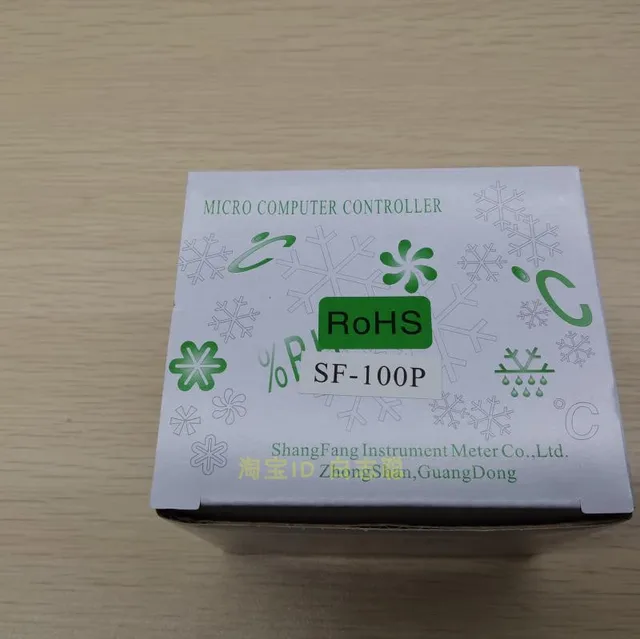 MICRO COMPUTER CONTROLLER
°C
RoHS
%R
SF-100P
°C
ShangFang Instrument Meter Co.,Ltd.
淘宝ID
ZhongShan,GuangDong